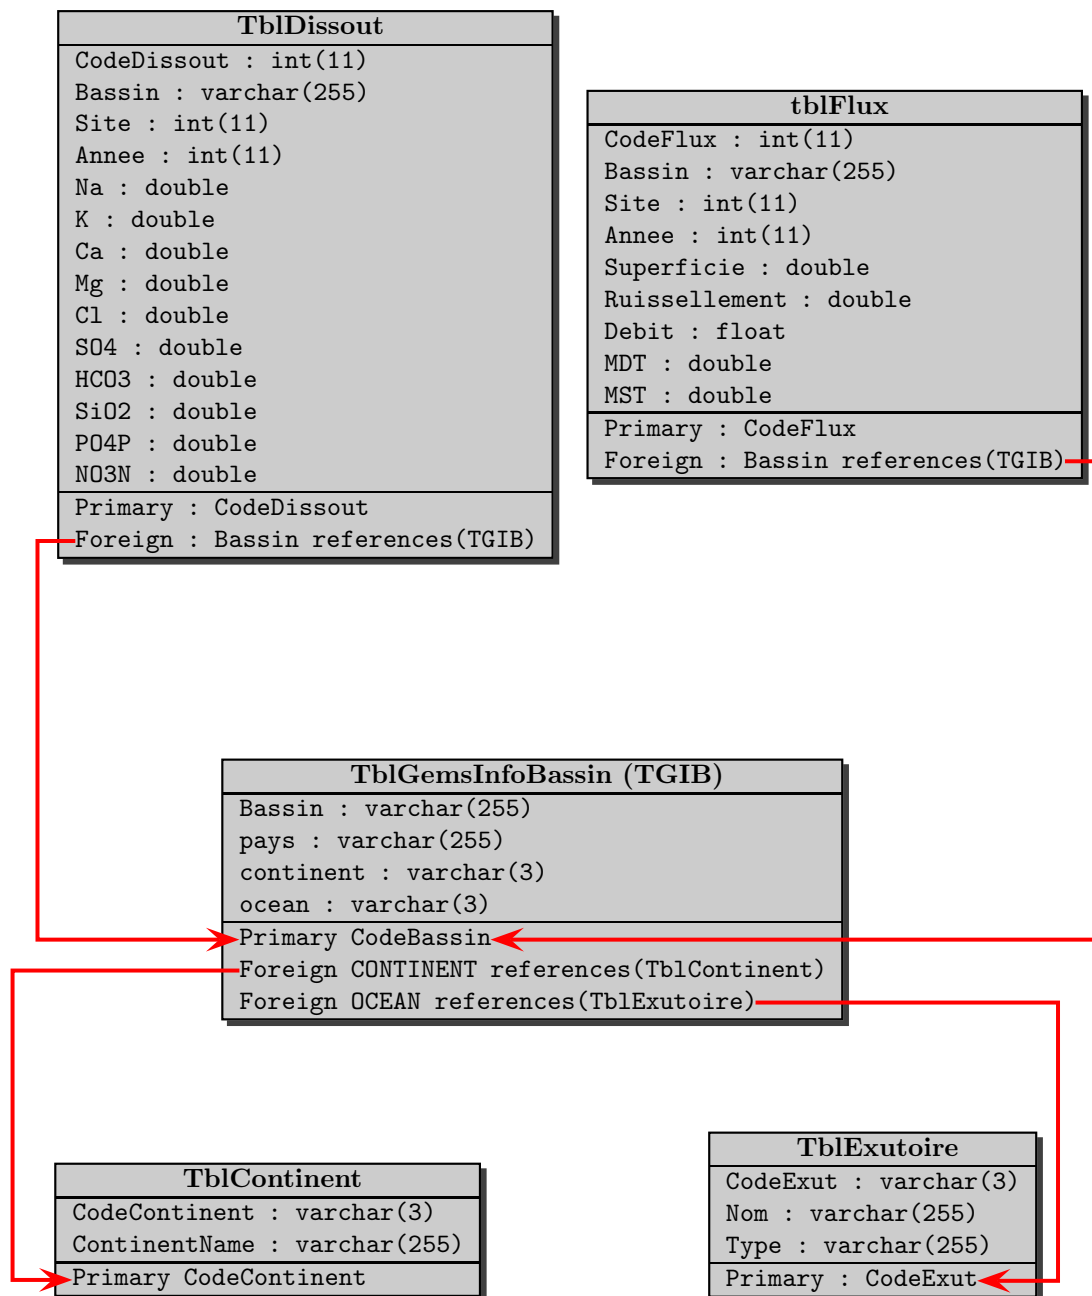 TblDissout
CodeDissout : int(11)
Bassin : varchar(255)
Site : int(11)
Annee : int(11)
Na : double
K : double
Ca : double
Mg : double
Cl : double
SO4 : double
HCO3 : double
SiO2 : double
PO4P : double
NO3N : double
Primary : CodeDissout
Foreign : Bassin references(TGIB)
tblFlux
CodeFlux : int(11)
Bassin : varchar(255)
Site : int(11)
Annee : int(11)
Superficie : double
Ruissellement : double
Debit : float
MDT : double
MST : double
Primary : CodeFlux
Foreign : Bassin references(TGIB)
TblGemsInfoBassin (TGIB)
Bassin : varchar(255)
pays : varchar(255)
continent : varchar(3)
ocean : varchar(3)
Primary CodeBassin
Foreign CONTINENT references(TblContinent)
Foreign OCEAN references(TblExutoire)
TblContinent
CodeContinent : varchar(3)
ContinentName : varchar(255)
Primary CodeContinent
TblExutoire
CodeExut : varchar(3)
Nom : varchar(255)
Type : varchar(255)
Primary : CodeExut